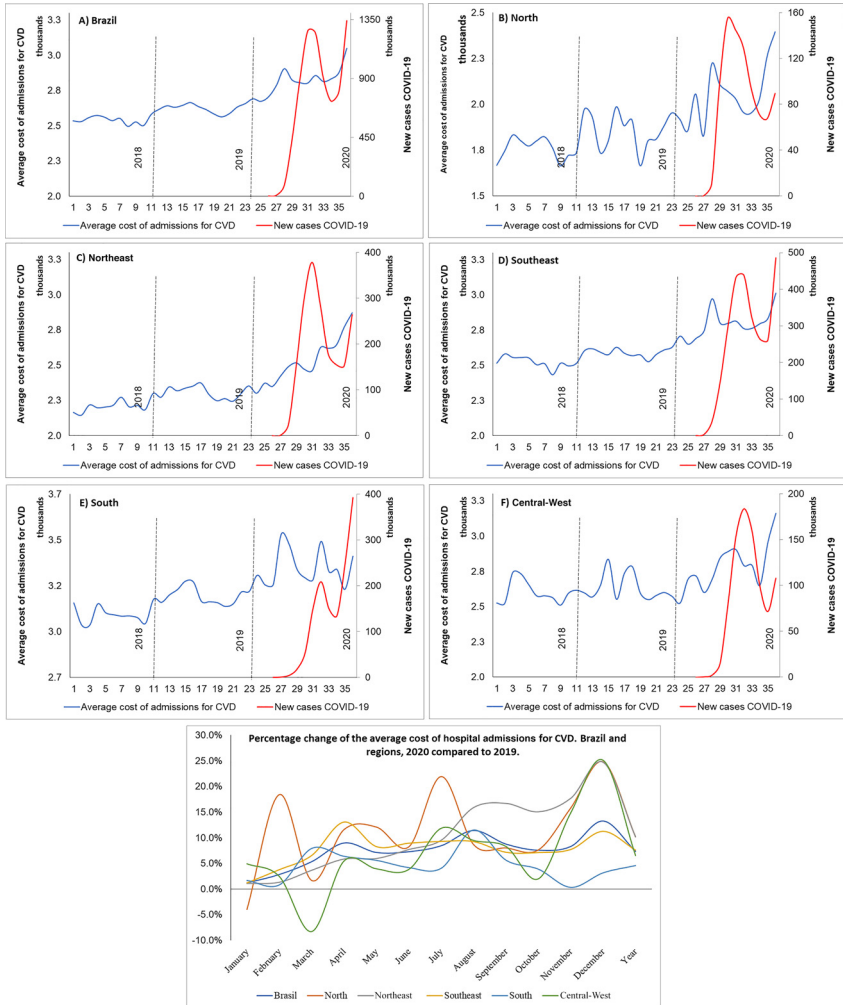 A) Brazil
Average cost of admissions for CVD
thousands
3.3
3.0
2.8
2.5
2.3
2.0
1350
900
450
0
thousands
New cases COVID-19
2018
2019
2020
1 3 5 7 9 11 13 15 17 19 21 23 25 27 29 31 33 35
Average cost of admissions for CVD New cases COVID-19
B) North
Average cost of admissions for CVD
thousands
2.5
2.3
2.0
1.8
1.5
160
120
80
40
0
thousands
New cases COVID-19
2018
2019
2020
1 3 5 7 9 11 13 15 17 19 21 23 25 27 29 31 33 35
Average cost of admissions for CVD New cases COVID-19
C) Northeast
Average cost of admissions for CVD
thousands
3.3
3.0
2.8
2.5
2.3
2.0
400
300
200
100
0
thousands
New cases COVID-19
2018
2019
2020
1 3 5 7 9 11 13 15 17 19 21 23 25 27 29 31 33 35
Average cost of admissions for CVD New cases COVID-19
D) Southeast
Average cost of admissions for CVD
thousands
3.3
3.0
2.8
2.5
2.3
2.0
500
400
300
200
100
0
thousands
New cases COVID-19
2018
2019
2020
1 3 5 7 9 11 13 15 17 19 21 23 25 27 29 31 33 35
Average cost of admissions for CVD New cases COVID-19
E) South
Average cost of admissions for CVD
thousands
3.7
3.5
3.2
3.0
2.7
400
300
200
100
0
thousands
New cases COVID-19
2018
2019
2020
1 3 5 7 9 11 13 15 17 19 21 23 25 27 29 31 33 35
Average cost of admissions for CVD New cases COVID-19
F) Central-West
Average cost of admissions for CVD
thousands
3.3
3.0
2.8
2.5
2.3
2.0
200
150
100
50
0
thousands
New cases COVID-19
2018
2019
2020
1 3 5 7 9 11 13 15 17 19 21 23 25 27 29 31 33 35
Average cost of admissions for CVD New cases COVID-19
Percentage change of the average cost of hospital admissions for CVD. Brazil and
regions, 2020 compared to 2019.
30.0%
25.0%
20.0%
15.0%
10.0%
5.0%
0.0%
-5.0%
-10.0%
January February March April May June July August September October November December Year
Brasil North Northeast Southeast South Central-West